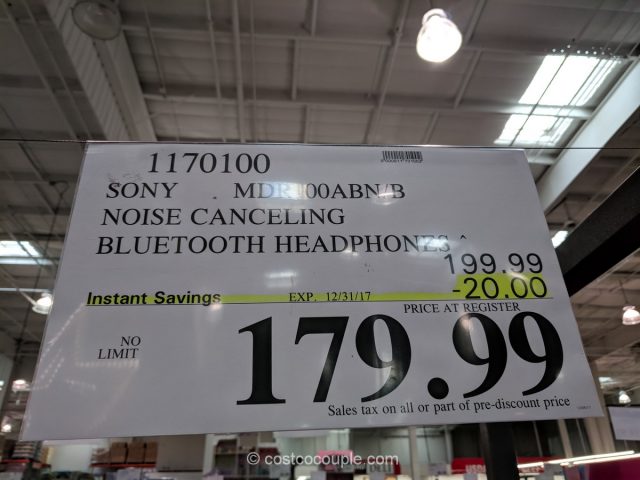 1170100
SONY MDR100ABN/B
NOISE CANCELING
BLUETOOTH HEADPHONES ^
199.99
Instant Savings EXP. 12/31/17 -20.00
PRICE AT REGISTER
NO
LIMIT
179.99
Sales tax on all or part of pre-discount price
© costcocouple.com